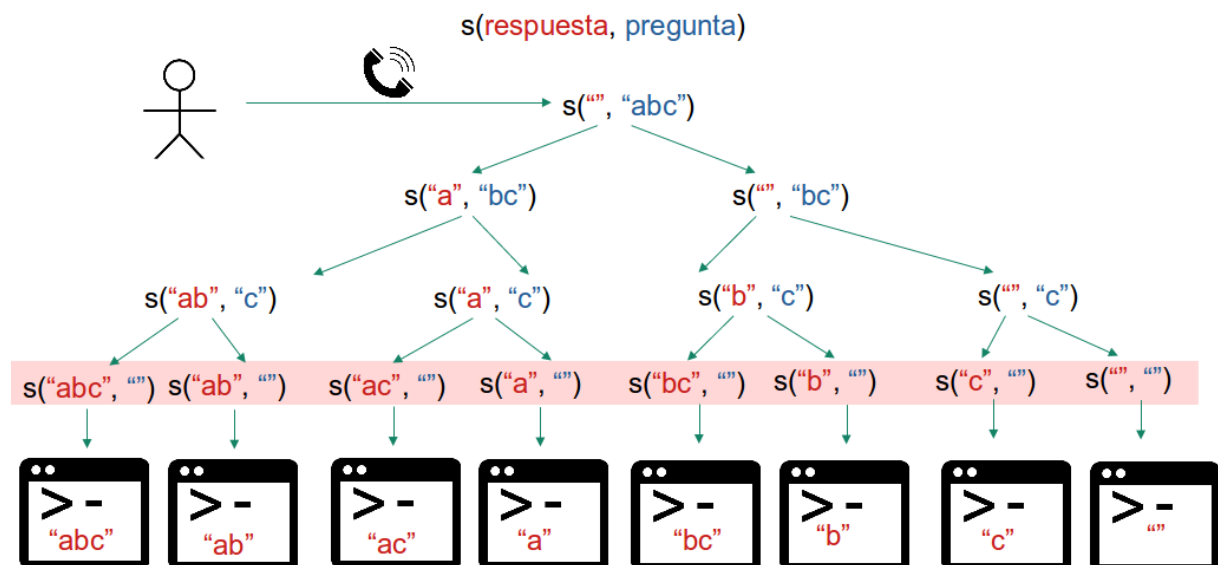 s(respuesta, pregunta)
s(“”, “abc”)
s(“a”, “bc”) s(“”, “bc”)
s(“ab”, “c”) s(“a”, “c”) s(“b”, “c”) s(“”, “c”)
s(“abc”, “”) s(“ab”, “”) s(“ac”, “”) s(“a”, “”) s(“bc”, “”) s(“b”, “”) s(“c”, “”) s(“”, “”)
>- >- >- >- >- >- >- >-
“abc” “ab” “ac” “a” “bc” “b” “c” “”